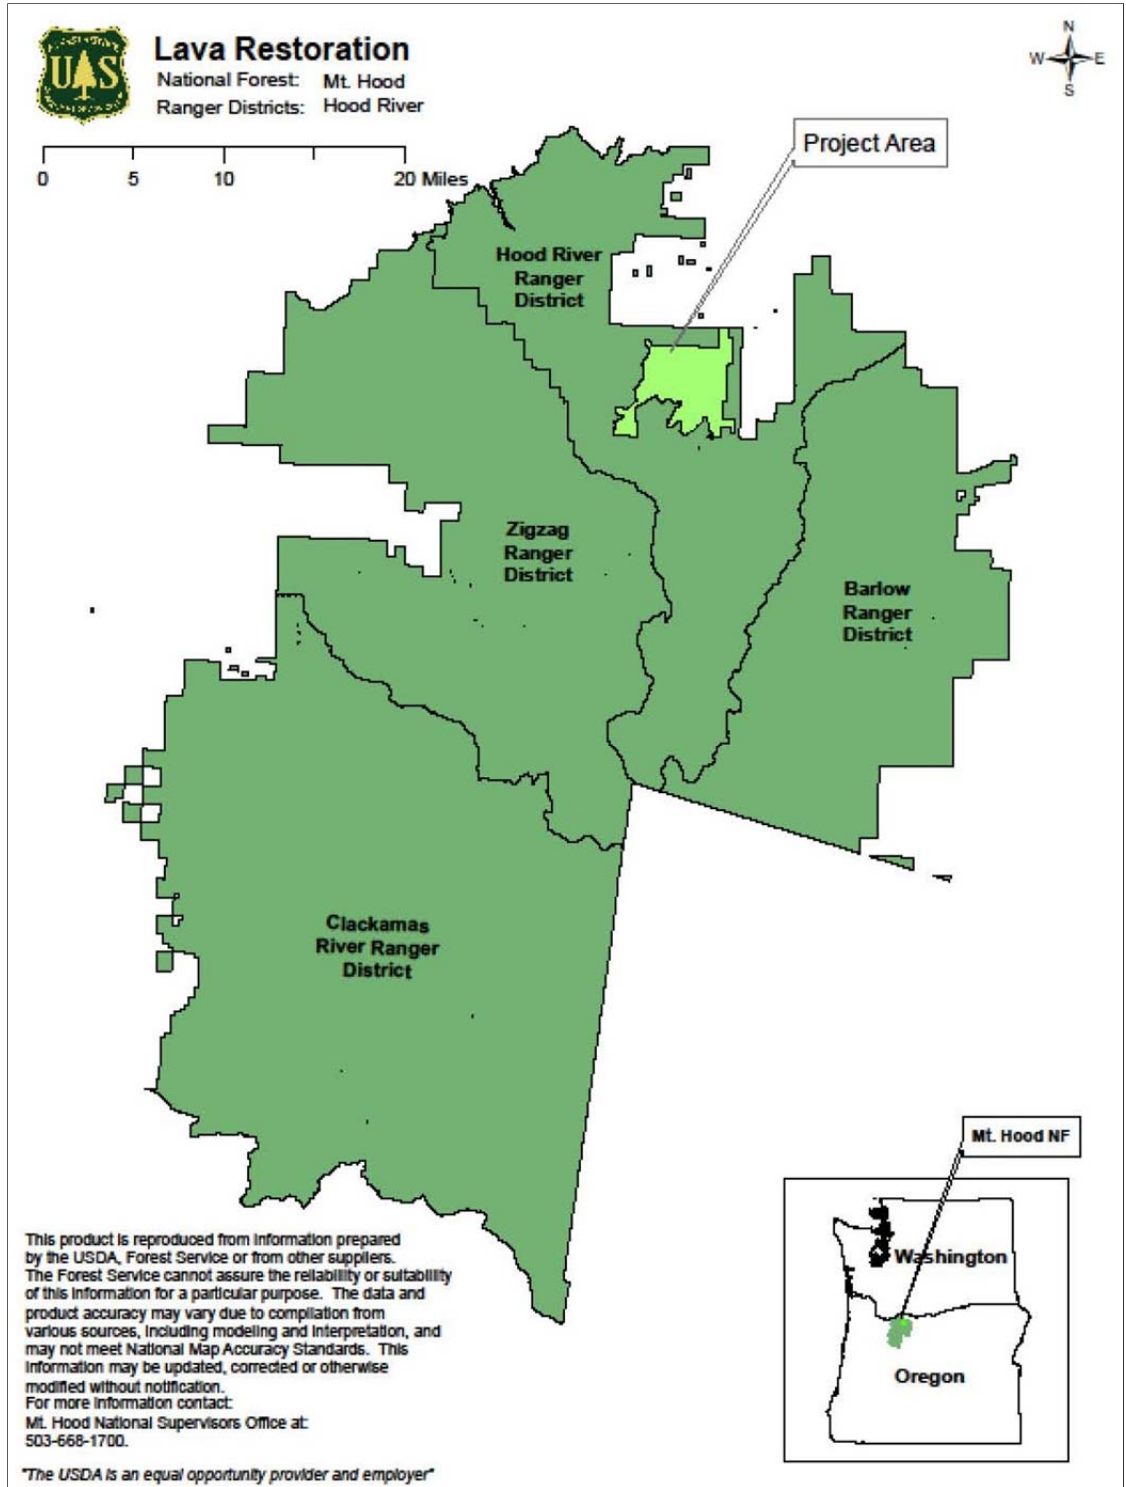 UAS
Lava Restoration
National Forest: Mt. Hood
Ranger Districts: Hood River
N
W E
S
0 5 10 20 Miles
Project Area
Hood River
Ranger
District
Zigzag
Ranger
District
Barlow
Ranger
District
Clackamas
River Ranger
District
Mt. Hood NF
Washington
Oregon
This product is reproduced from information prepared
by the USDA, Forest Service or from other suppliers.
The Forest Service cannot assure the reliability or suitability
of this information for a particular purpose. The data and
product accuracy may vary due to compilation from
various sources, including modeling and interpretation, and
may not meet National Map Accuracy Standards. This
information may be updated, corrected or otherwise
modified without notification.
For more information contact:
Mt. Hood National Supervisors Office at:
503-668-1700.
"The USDA is an equal opportunity provider and employer"